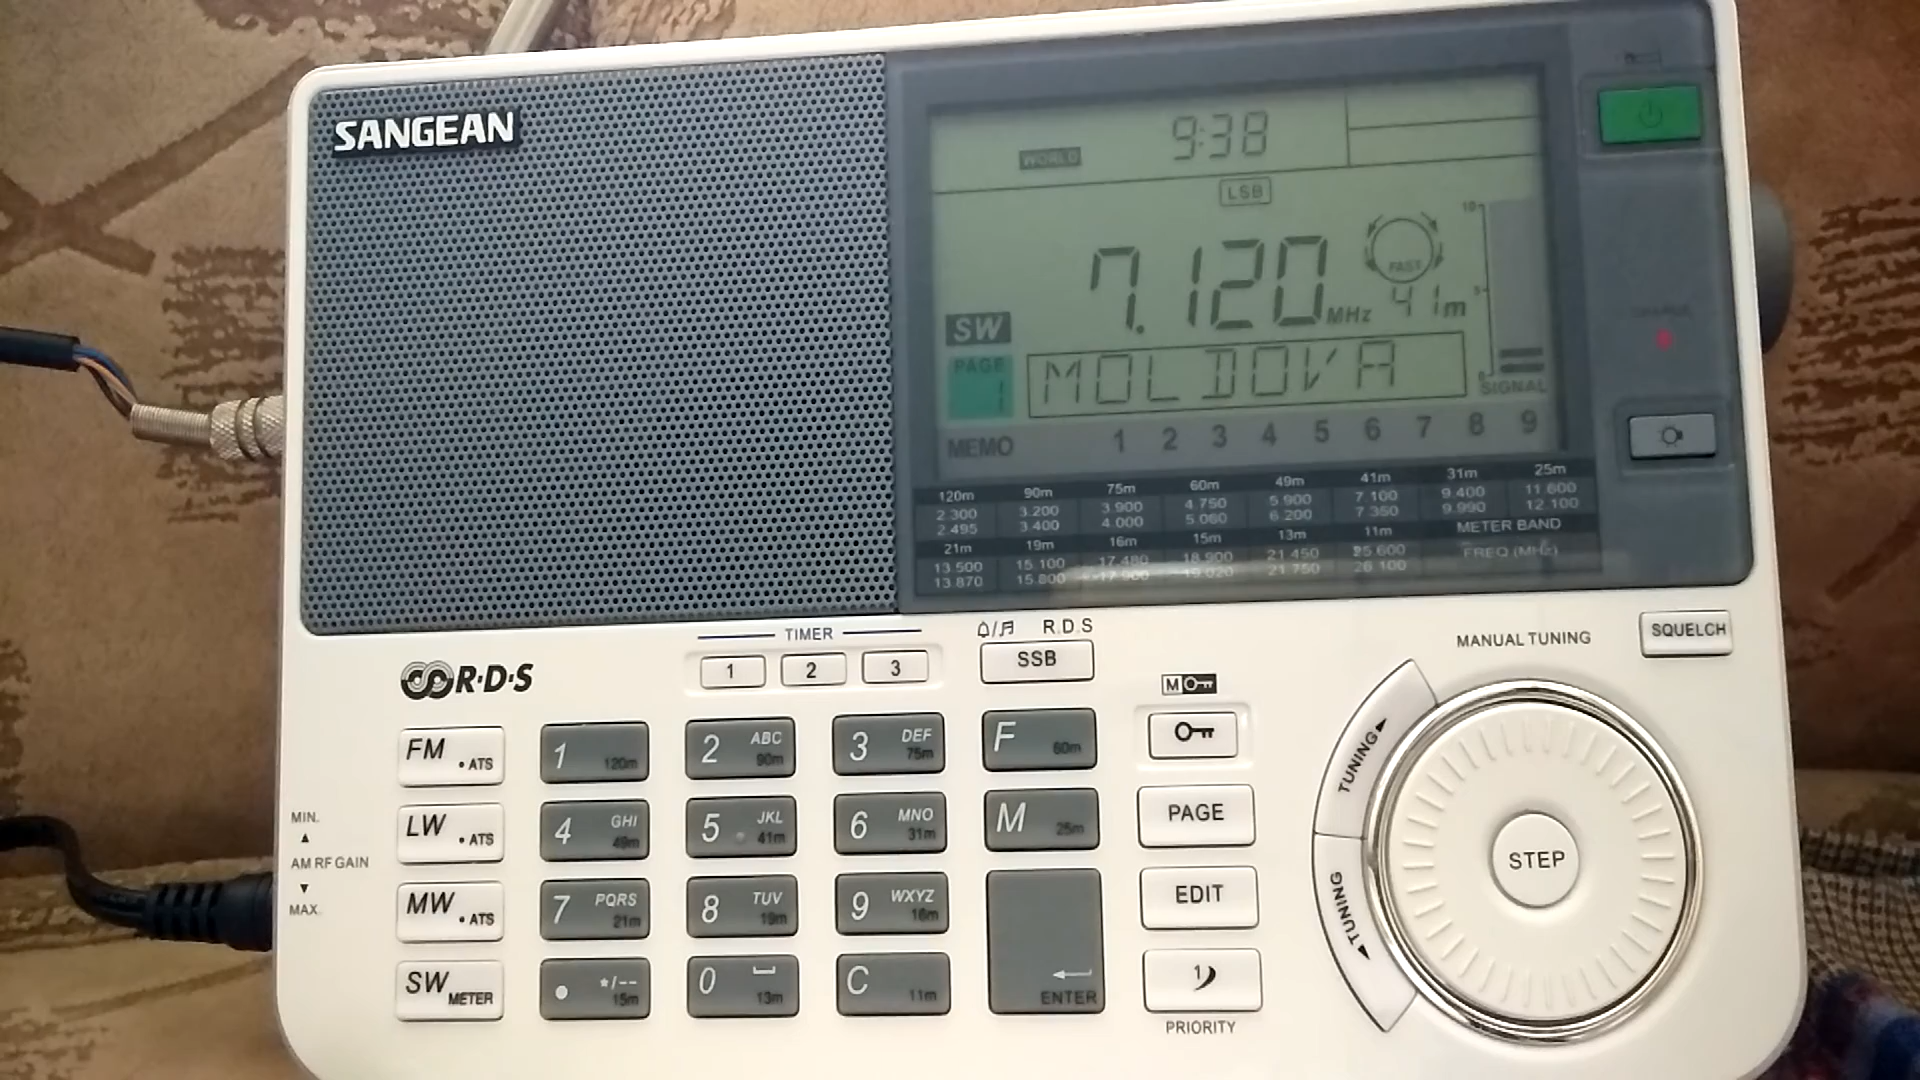 SANGEAN
WORLD
9:38
LSB
10
7.120 MHz 41m
FAST
5
SW
PAGE
1
MOLDOVA
0
SIGNAL
MEMO 1 2 3 4 5 6 7 8 9
120m 90m 75m 60m 49m 41m 31m 25m
2.300 3.200 3.900 4.750 5.900 7.100 9.400 11.600
2.495 3.400 4.000 5.060 6.200 7.350 9.990 12.100
21m 19m 16m 15m 13m 11m METER BAND
13.500 15.100 17.480 18.900 21.450 25.600 FREQ (MHz)
13.870 15.800 17.900 19.020 21.750 26.100
TIMER
1 2 3
R.D.S
SSB
MANUAL TUNING
SQUELCH
R·D·S
M
FM • ATS
1 120m
2 ABC 90m
3 DEF 75m
F 60m
LW • ATS
4 GHI 49m
5 JKL 41m
6 MNO 31m
M 25m
PAGE
MW • ATS
7 PQRS 21m
8 TUV 19m
9 WXYZ 16m
EDIT
SW METER
• */-- 15m
0 13m
C 11m
ENTER
1
PRIORITY
MIN.
▲
AM RF GAIN
▼
MAX.
TUNING ▶
STEP
◀ TUNING